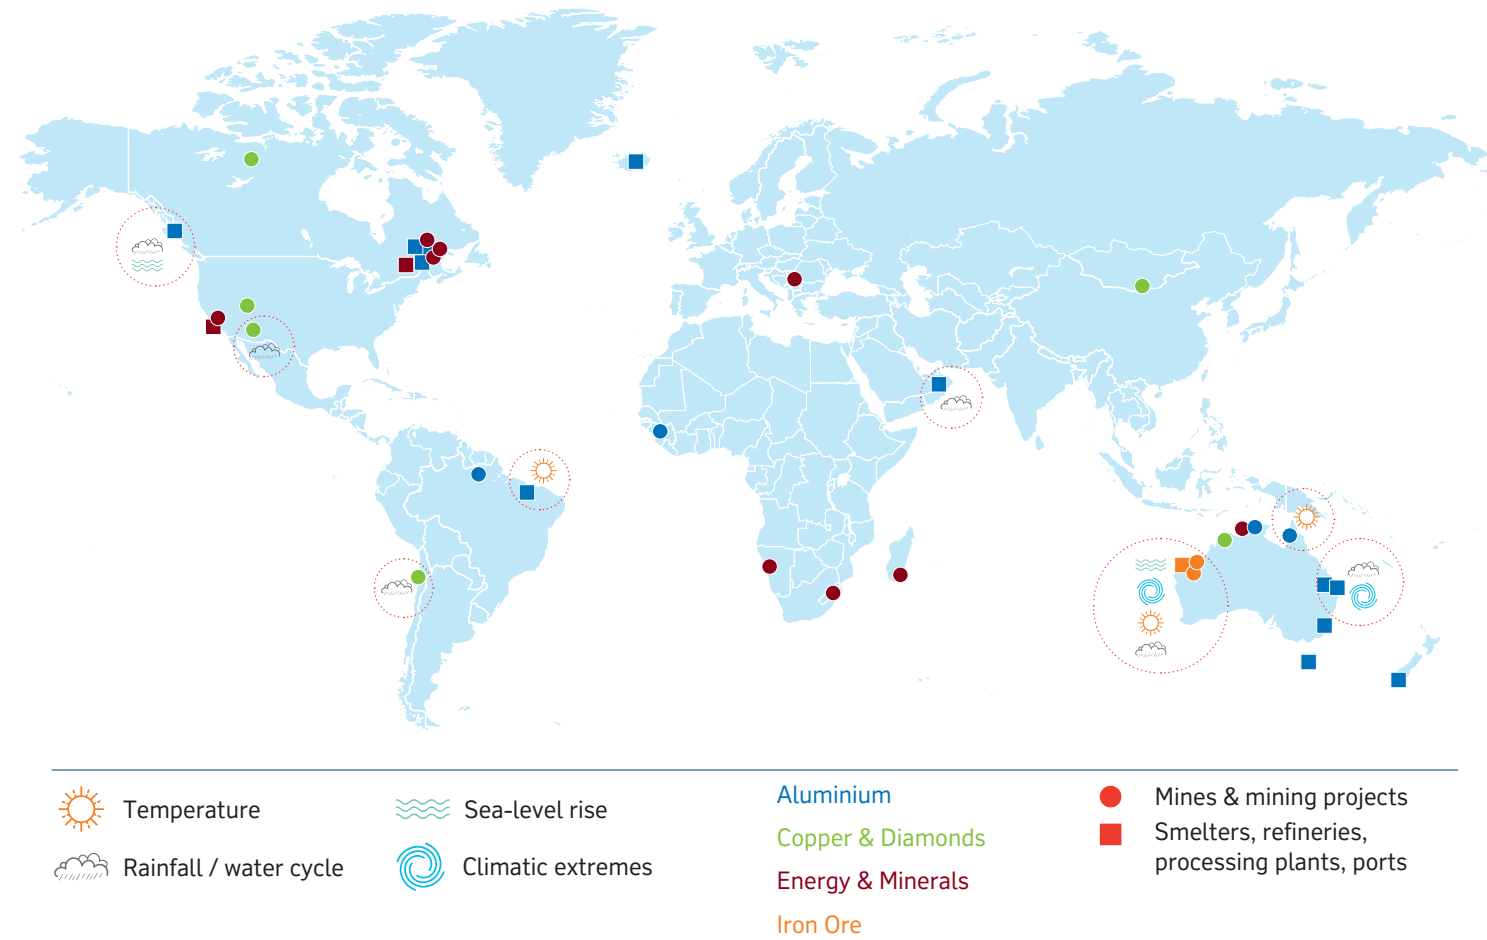 Temperature
Sea-level rise
Rainfall / water cycle
Climatic extremes
Aluminium
Copper & Diamonds
Energy & Minerals
Iron Ore
Mines & mining projects
Smelters, refineries,
processing plants, ports